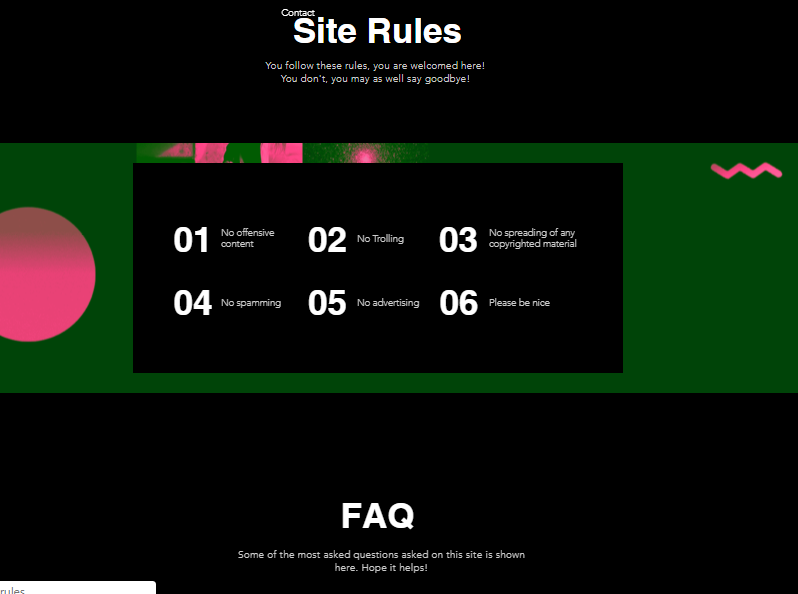 Contact
Site Rules
You follow these rules, you are welcomed here!
You don't, you may as well say goodbye!
01
No offensive
content
02
No Trolling
03
No spreading of any
copyrighted material
04
No spamming
05
No advertising
06
Please be nice
FAQ
Some of the most asked questions asked on this site is shown
here. Hope it helps!
rules